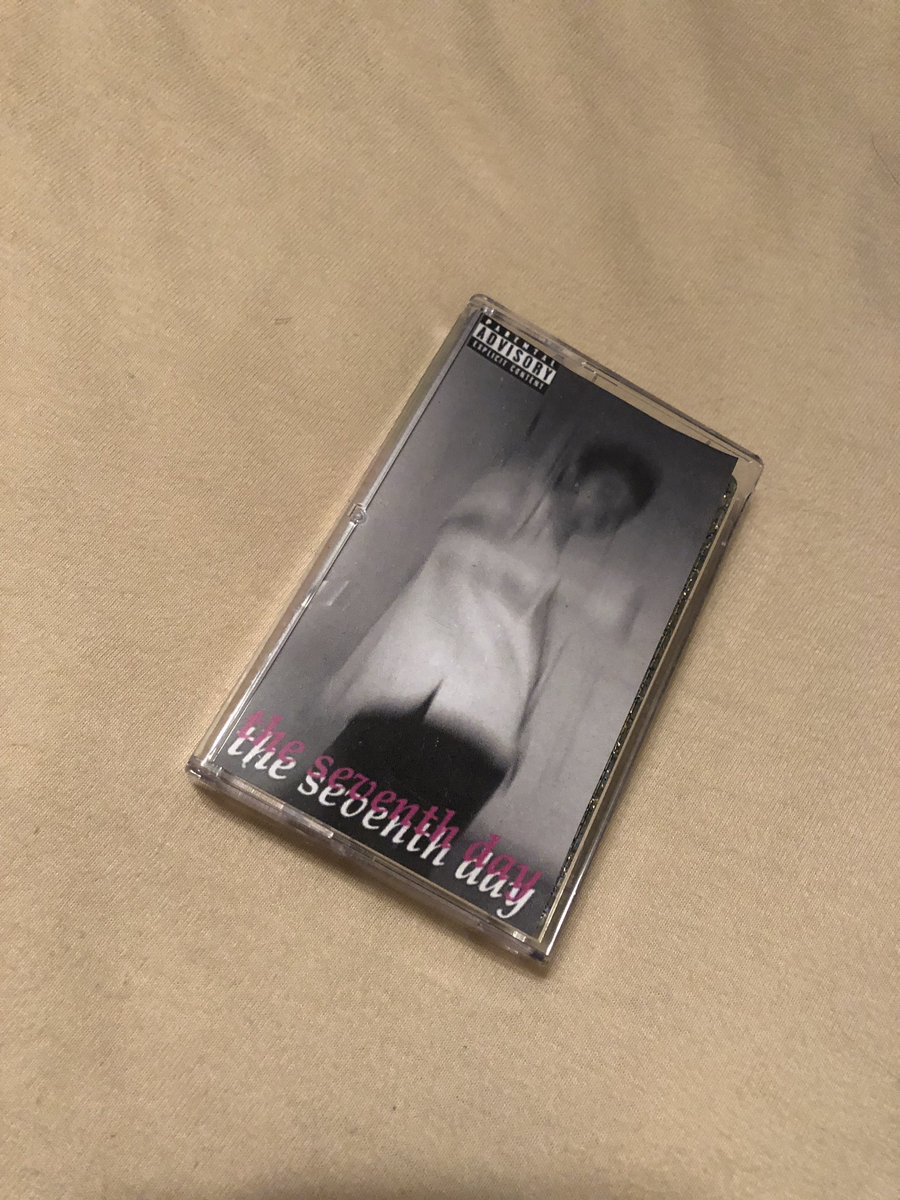 PARENTAL
ADVISORY
EXPLICIT CONTENT
the seventh day
the seventh day